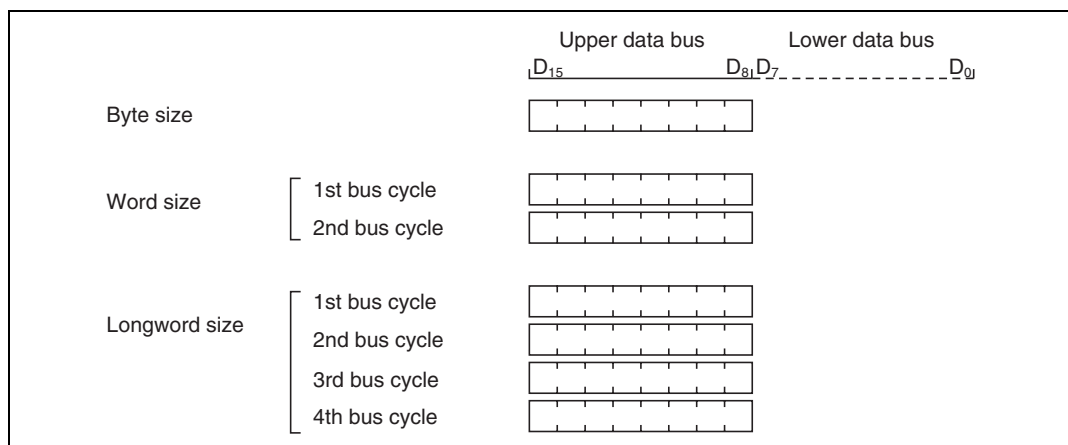 Upper data bus Lower data bus
D15 D8 D7 D0
Byte size
Word size
1st bus cycle
2nd bus cycle
Longword size
1st bus cycle
2nd bus cycle
3rd bus cycle
4th bus cycle